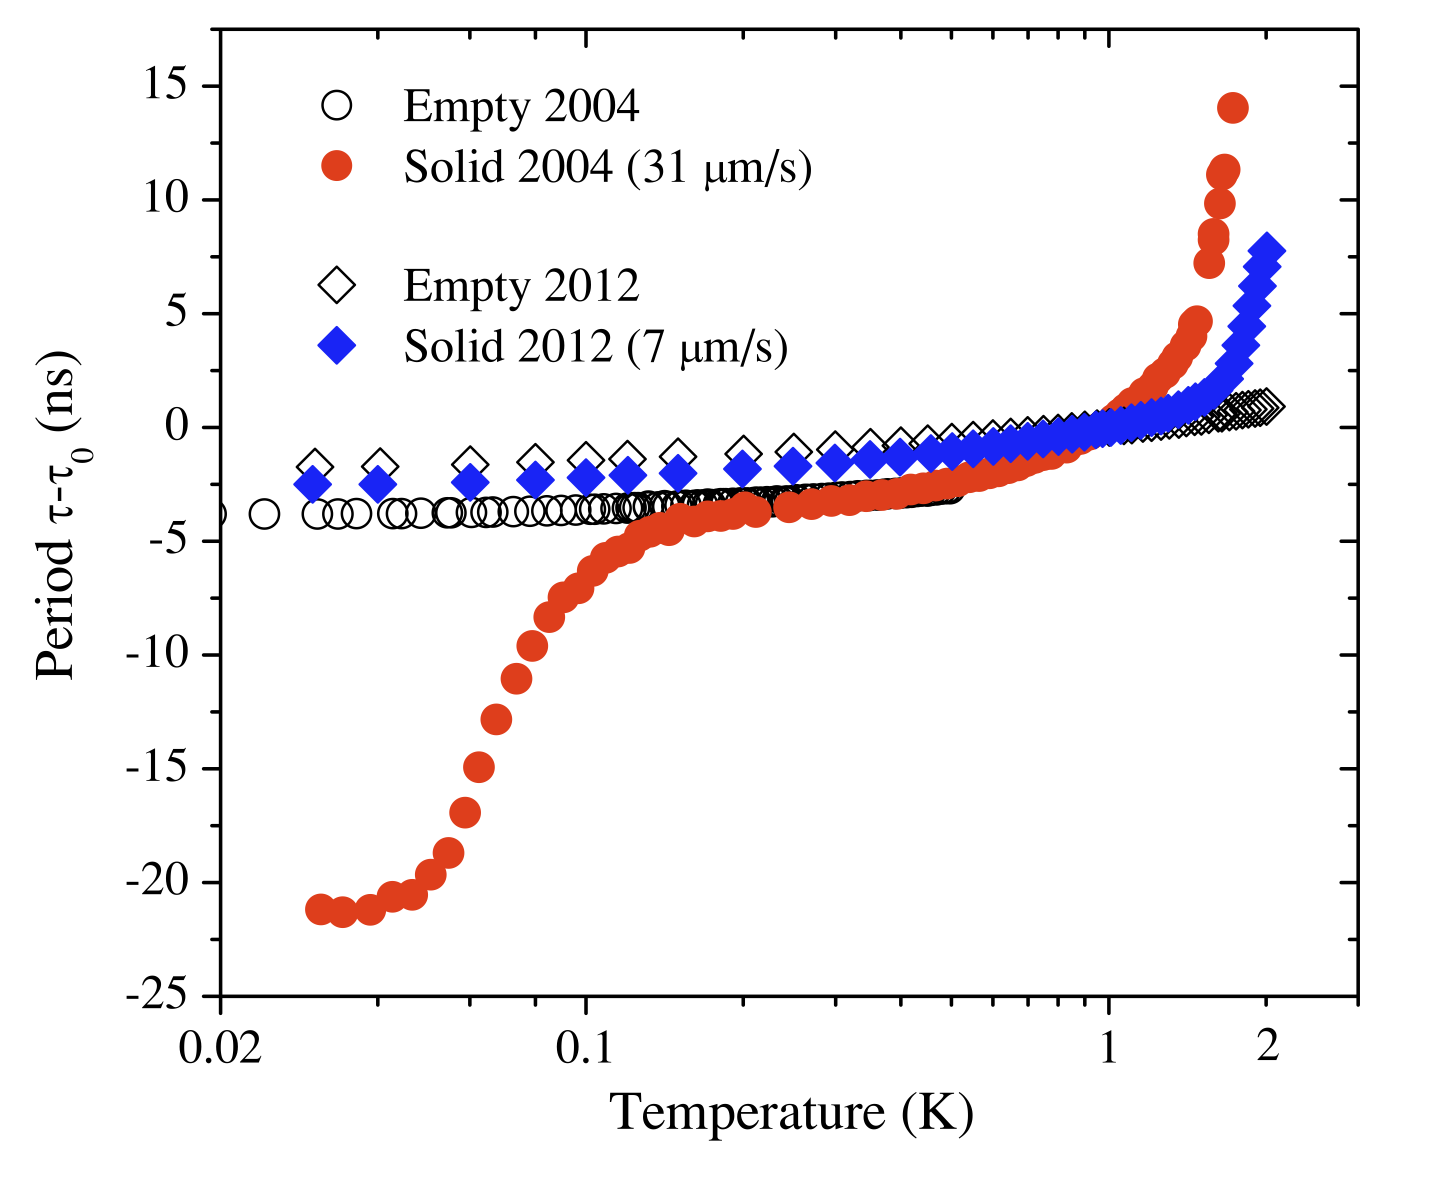 Empty 2004
Solid 2004 (31 μm/s)
Empty 2012
Solid 2012 (7 μm/s)
Period τ-τ0 (ns)
15
10
5
0
-5
-10
-15
-20
-25
0.02
0.1
1
2
Temperature (K)